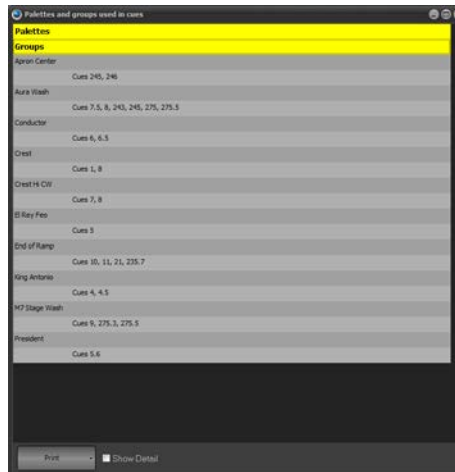 Palettes and groups used in cues
Palettes
Groups
Apron Center
Cues 245, 246
Aura Wash
Cues 7.5, 8, 243, 245, 275, 275.5
Conductor
Cues 6, 6.5
Crest
Cues 1, 8
Crest Hi CW
Cues 7, 8
El Rey Feo
Cues 5
End of Ramp
Cues 10, 11, 21, 235.7
King Antonio
Cues 4, 4.5
M7 Stage Wash
Cues 9, 275.3, 275.5
President
Cues 5.6
Print
Show Detail